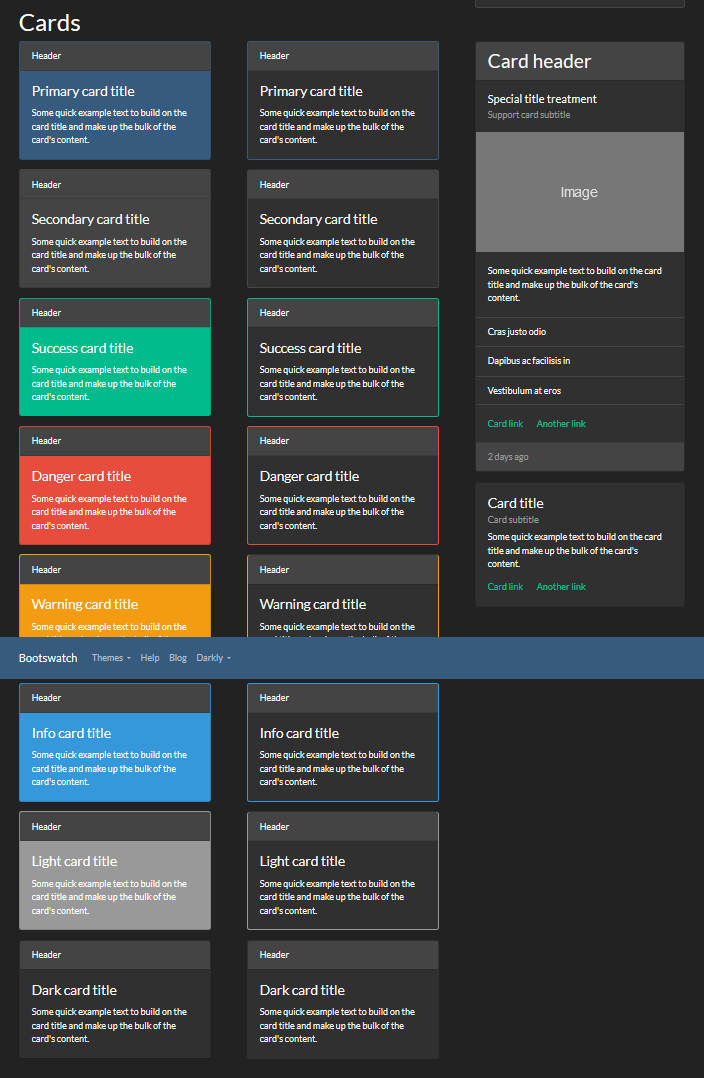 Cards
Header
Primary card title
Some quick example text to build on the
card title and make up the bulk of the
card's content.
Header
Secondary card title
Some quick example text to build on the
card title and make up the bulk of the
card's content.
Header
Success card title
Some quick example text to build on the
card title and make up the bulk of the
card's content.
Header
Danger card title
Some quick example text to build on the
card title and make up the bulk of the
card's content.
Header
Warning card title
Header
Primary card title
Some quick example text to build on the
card title and make up the bulk of the
card's content.
Header
Secondary card title
Some quick example text to build on the
card title and make up the bulk of the
card's content.
Header
Success card title
Some quick example text to build on the
card title and make up the bulk of the
card's content.
Header
Danger card title
Some quick example text to build on the
card title and make up the bulk of the
card's content.
Header
Warning card title
Card header
Special title treatment
Support card subtitle
Image
Some quick example text to build on the card
title and make up the bulk of the card's
content.
Cras justo odio
Dapibus ac facilisis in
Vestibulum at eros
Card link Another link
2 days ago
Card title
Card subtitle
Some quick example text to build on the card
title and make up the bulk of the card's
content.
Card link Another link
Bootswatch Themes Help Blog Darkly
Header
Info card title
Some quick example text to build on the
card title and make up the bulk of the
card's content.
Header
Light card title
Some quick example text to build on the
card title and make up the bulk of the
card's content.
Header
Dark card title
Some quick example text to build on the
card title and make up the bulk of the
card's content.
Header
Info card title
Some quick example text to build on the
card title and make up the bulk of the
card's content.
Header
Light card title
Some quick example text to build on the
card title and make up the bulk of the
card's content.
Header
Dark card title
Some quick example text to build on the
card title and make up the bulk of the
card's content.